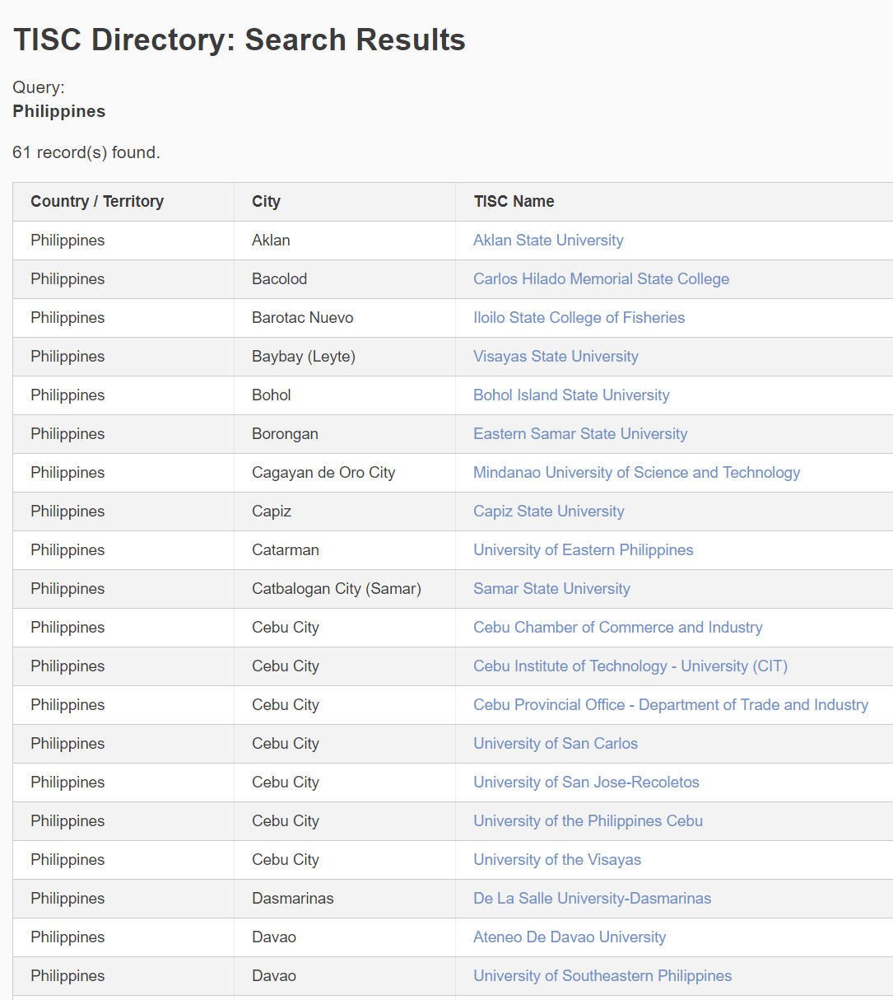 TISC Directory: Search Results
Query:
Philippines
61 record(s) found.
Country / Territory City TISC Name
Philippines Aklan Aklan State University
Philippines Bacolod Carlos Hilado Memorial State College
Philippines Barotac Nuevo Iloilo State College of Fisheries
Philippines Baybay (Leyte) Visayas State University
Philippines Bohol Bohol Island State University
Philippines Borongan Eastern Samar State University
Philippines Cagayan de Oro City Mindanao University of Science and Technology
Philippines Capiz Capiz State University
Philippines Catarman University of Eastern Philippines
Philippines Catbalogan City (Samar) Samar State University
Philippines Cebu City Cebu Chamber of Commerce and Industry
Philippines Cebu City Cebu Institute of Technology - University (CIT)
Philippines Cebu City Cebu Provincial Office - Department of Trade and Industry
Philippines Cebu City University of San Carlos
Philippines Cebu City University of San Jose-Recoletos
Philippines Cebu City University of the Philippines Cebu
Philippines Cebu City University of the Visayas
Philippines Dasmarinas De La Salle University-Dasmarinas
Philippines Davao Ateneo De Davao University
Philippines Davao University of Southeastern Philippines